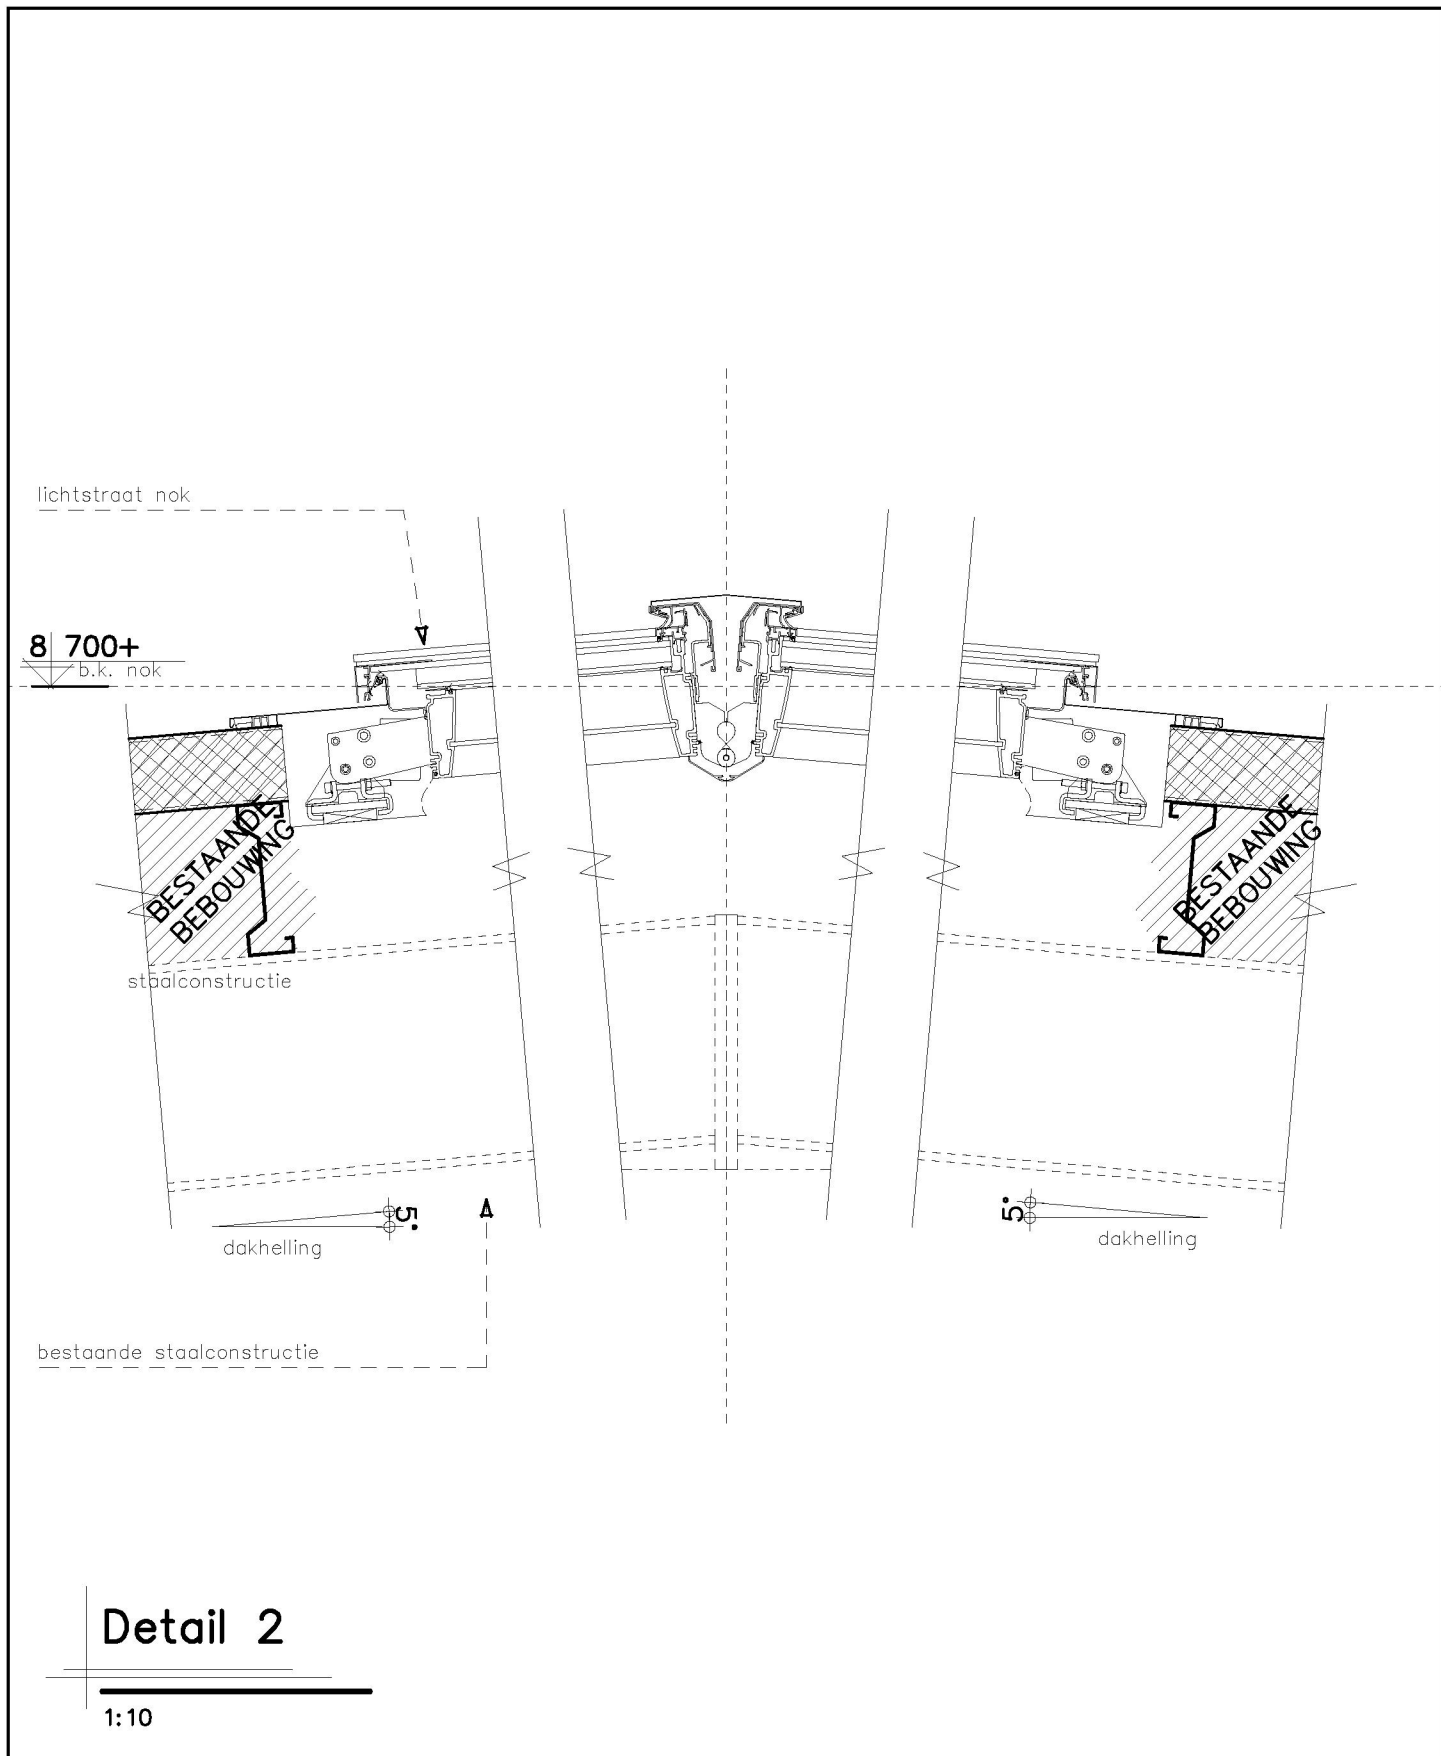 lichtstraat nok
8 700+
b.k. nok
BESTAANDE
BEBOUWING
BESTAANDE
BEBOUWING
staalconstructie
5°
dakhelling
5°
dakhelling
bestaande staalconstructie
Detail 2
1:10